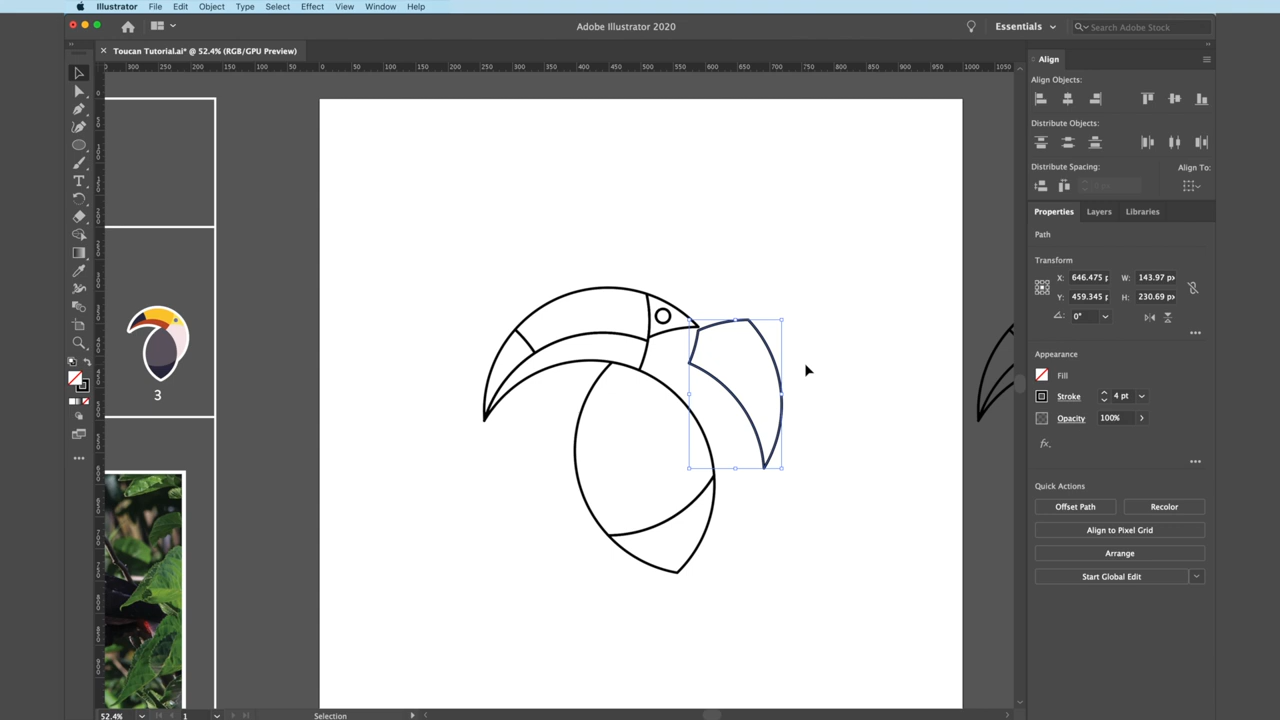 Illustrator File Edit Object Type Select Effect View Window Help
Adobe Illustrator 2020
Essentials
Search Adobe Stock
× Toucan Tutorial.ai* @ 52.4% (RGB/GPU Preview)
300 250 200 150 100 50 0 50 100 150 200 250 300 350 400 450 500 550 600 650 700 750 800 1000 1050
Align
Align Objects:
Distribute Objects:
Distribute Spacing:
Align To:
0 px
Properties Layers Libraries
Path
Transform
X: 646.475 p W: 143.97 px
Y: 459.345 p H: 230.69 px
0°
Appearance
Fill
Stroke 4 pt
Opacity 100%
fx
Quick Actions
Offset Path Recolor
Align to Pixel Grid
Arrange
Start Global Edit
3
52.4% 1 Selection